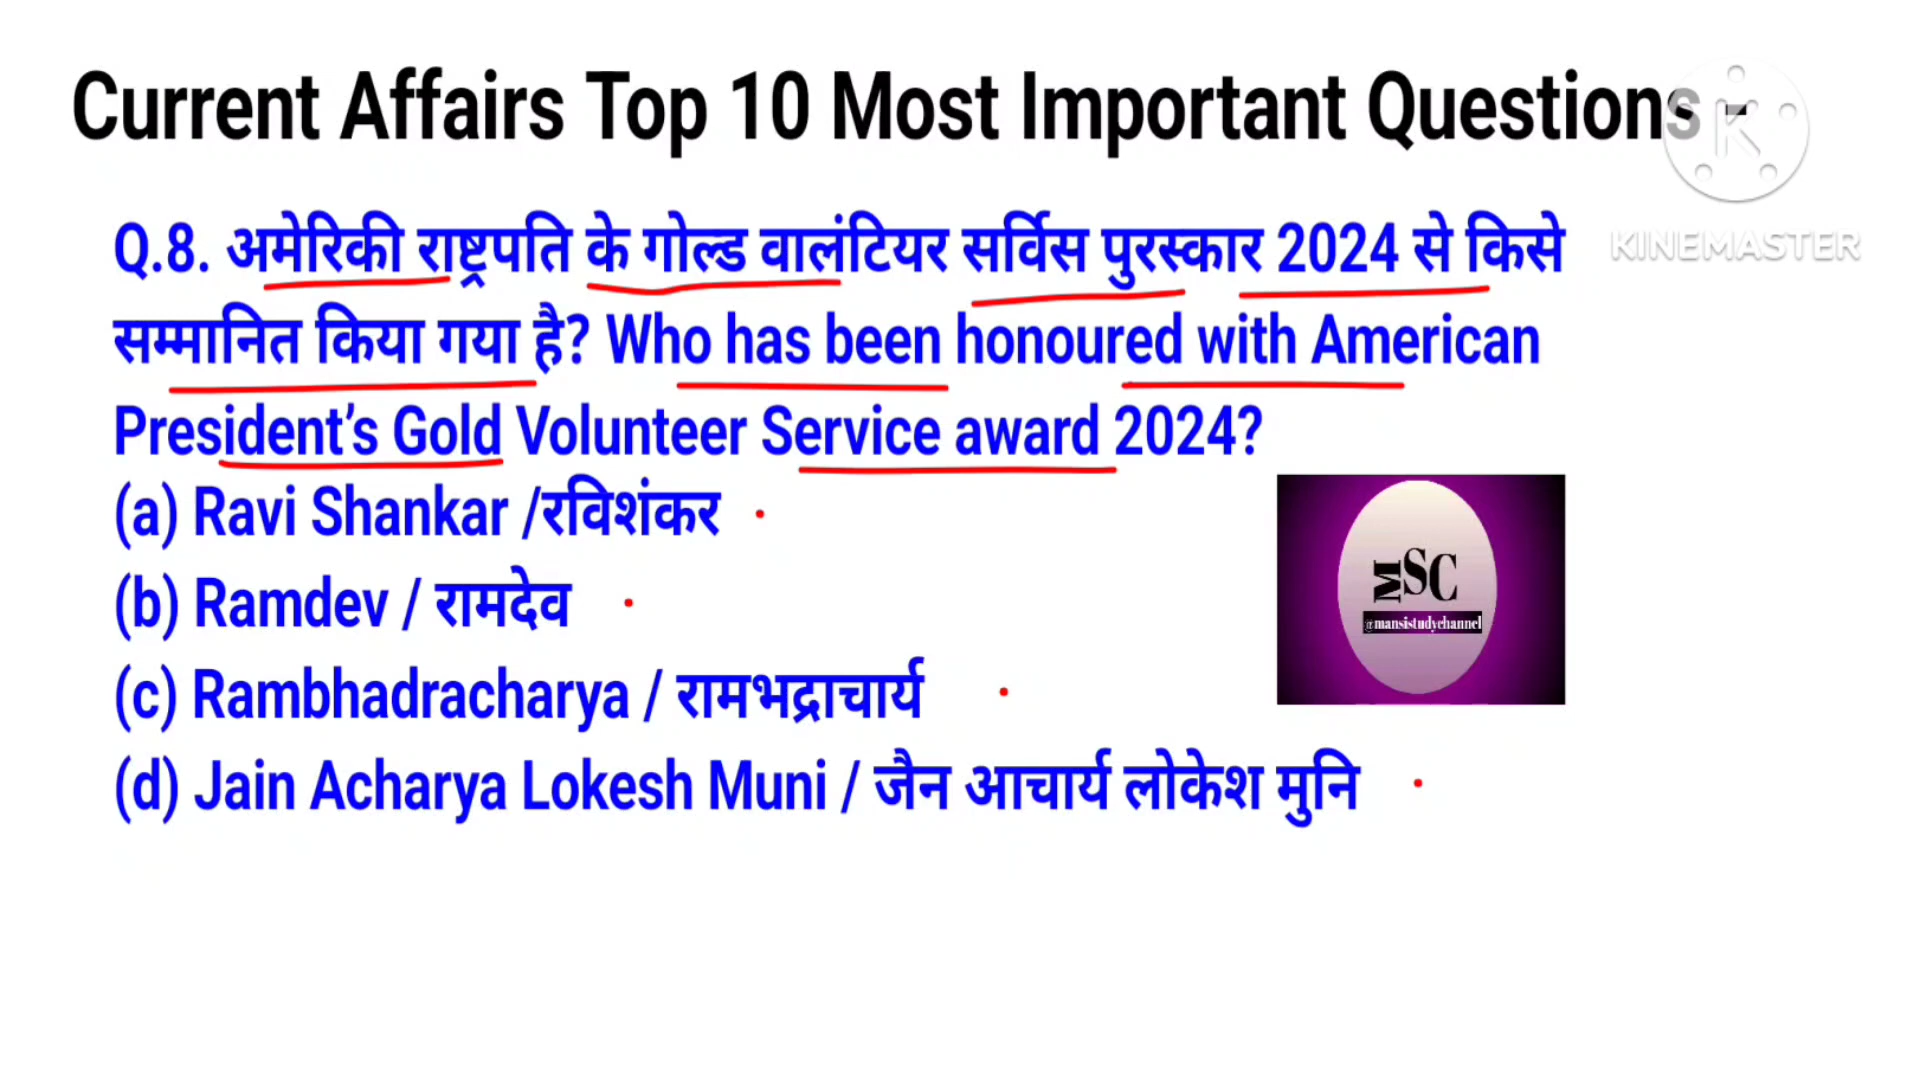 Current Affairs Top 10 Most Important Questions -
KINEMASTER
Q.8. अमेरिकी राष्ट्रपति के गोल्ड वालंटियर सर्विस पुरस्कार 2024 से किसे
सम्मानित किया गया है? Who has been honoured with American
President’s Gold Volunteer Service award 2024?
(a) Ravi Shankar /रविशंकर
(b) Ramdev / रामदेव
(c) Rambhadracharya / रामभद्राचार्य
(d) Jain Acharya Lokesh Muni / जैन आचार्य लोकेश मुनि
MSC
@mansistudychannel